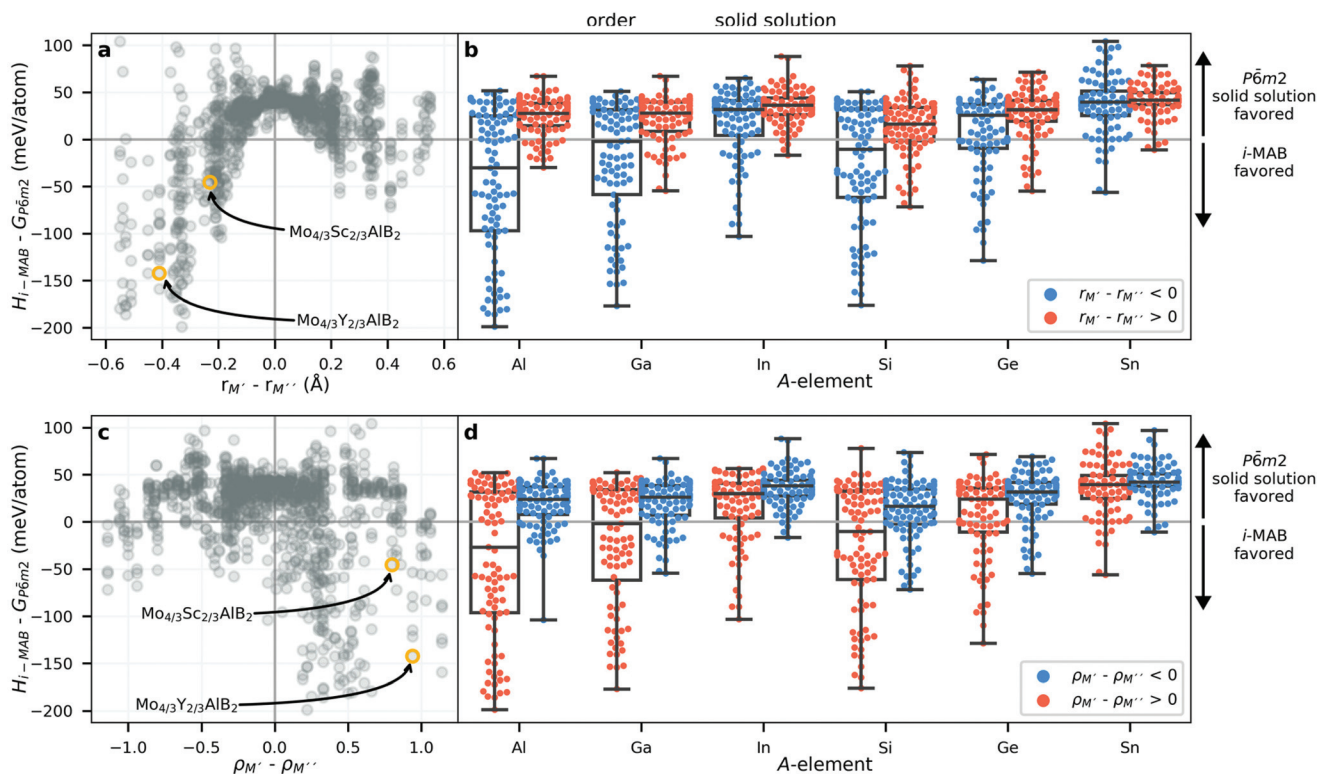 order solid solution
a
100
50
0
−50
−100
−150
−200
H_{i−MAB} - G_{P6̄m2} (meV/atom)
Mo4/3Sc2/3AlB2
Mo4/3Y2/3AlB2
−0.6 −0.4 −0.2 0.0 0.2 0.4 0.6
r_{M′} - r_{M′′} (Å)
b
r_{M′} - r_{M′′} < 0
r_{M′} - r_{M′′} > 0
Al Ga In Si Ge Sn
A-element
P6̄m2
solid solution
favored
i-MAB
favored
c
100
50
0
−50
−100
−150
−200
H_{i−MAB} - G_{P6̄m2} (meV/atom)
Mo4/3Sc2/3AlB2
Mo4/3Y2/3AlB2
−1.0 −0.5 0.0 0.5 1.0
ρ_{M′} - ρ_{M′′}
d
ρ_{M′} - ρ_{M′′} < 0
ρ_{M′} - ρ_{M′′} > 0
Al Ga In Si Ge Sn
A-element
P6̄m2
solid solution
favored
i-MAB
favored